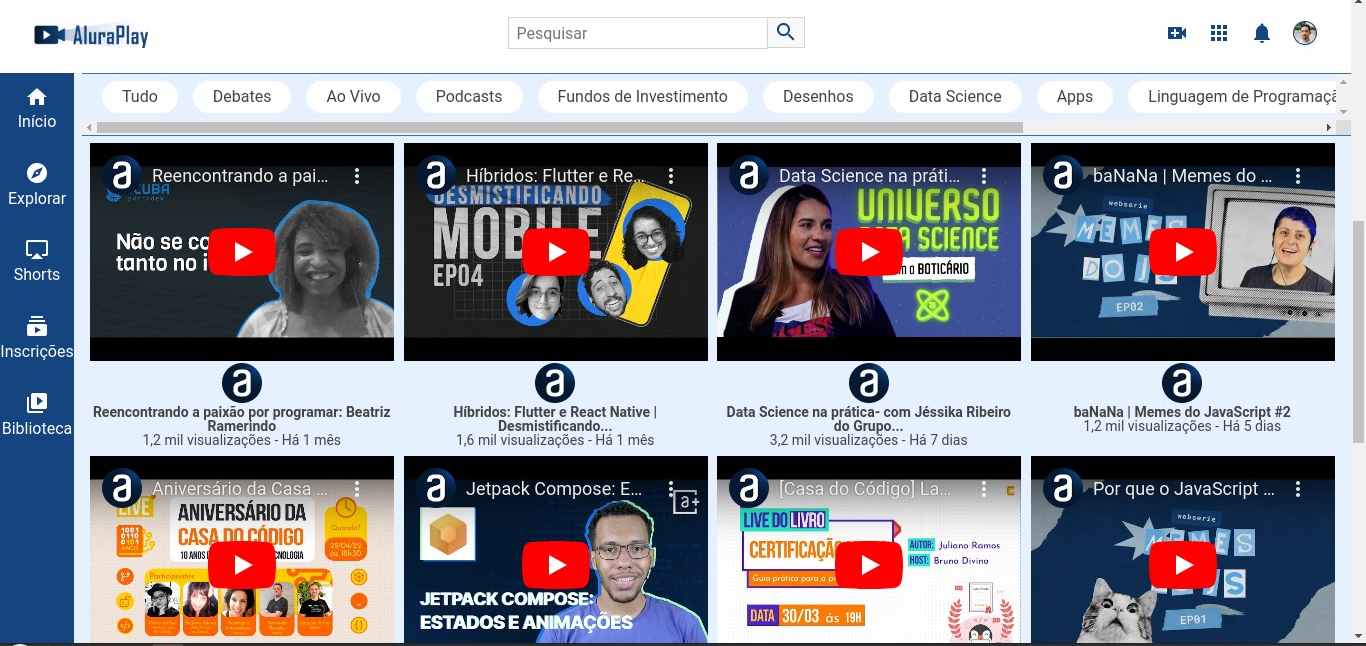 AluraPlay
Pesquisar
Tudo
Debates
Ao Vivo
Podcasts
Fundos de Investimento
Desenhos
Data Science
Apps
Linguagem de Programaçã
Início
Explorar
Shorts
Inscrições
Biblioteca
a Reencontrando a pai...
CUBA
Não se co
tanto no i
a Híbridos: Flutter e Re...
DESMISTIFICANDO
MOBILE
EP04
a Data Science na práti...
UNIVERSO
DATA SCIENCE
o BOTICÁRIO
a baNaNa | Memes do ...
webserie
MEMES
DO JS
EP02
a
Reencontrando a paixão por programar: Beatriz
Ramerindo
1,2 mil visualizações - Há 1 mês
a
Híbridos: Flutter e React Native |
Desmistificando...
1,6 mil visualizações - Há 1 mês
a
Data Science na prática- com Jéssika Ribeiro
do Grupo...
3,2 mil visualizações - Há 7 dias
a
baNaNa | Memes do JavaScript #2
1,2 mil visualizações - Há 5 dias
a Aniversário da Casa ...
LIVE
ANIVERSÁRIO DA
CASA DO CÓDIGO
10 ANOS
Quando?
25/04/22
às 18h30
Participantes
a Jetpack Compose: E...
a+
JETPACK COMPOSE:
ESTADOS E ANIMAÇÕES
a [Casa do Código] La...
LIVE DO LIVRO
CERTIFICAÇÃO
Guia prático para a p
AUTOR: Juliano Ramos
HOST: Bruno Divino
DATA 30/03 às 19H
a Por que o JavaScript ...
webserie
MEMES
EP01